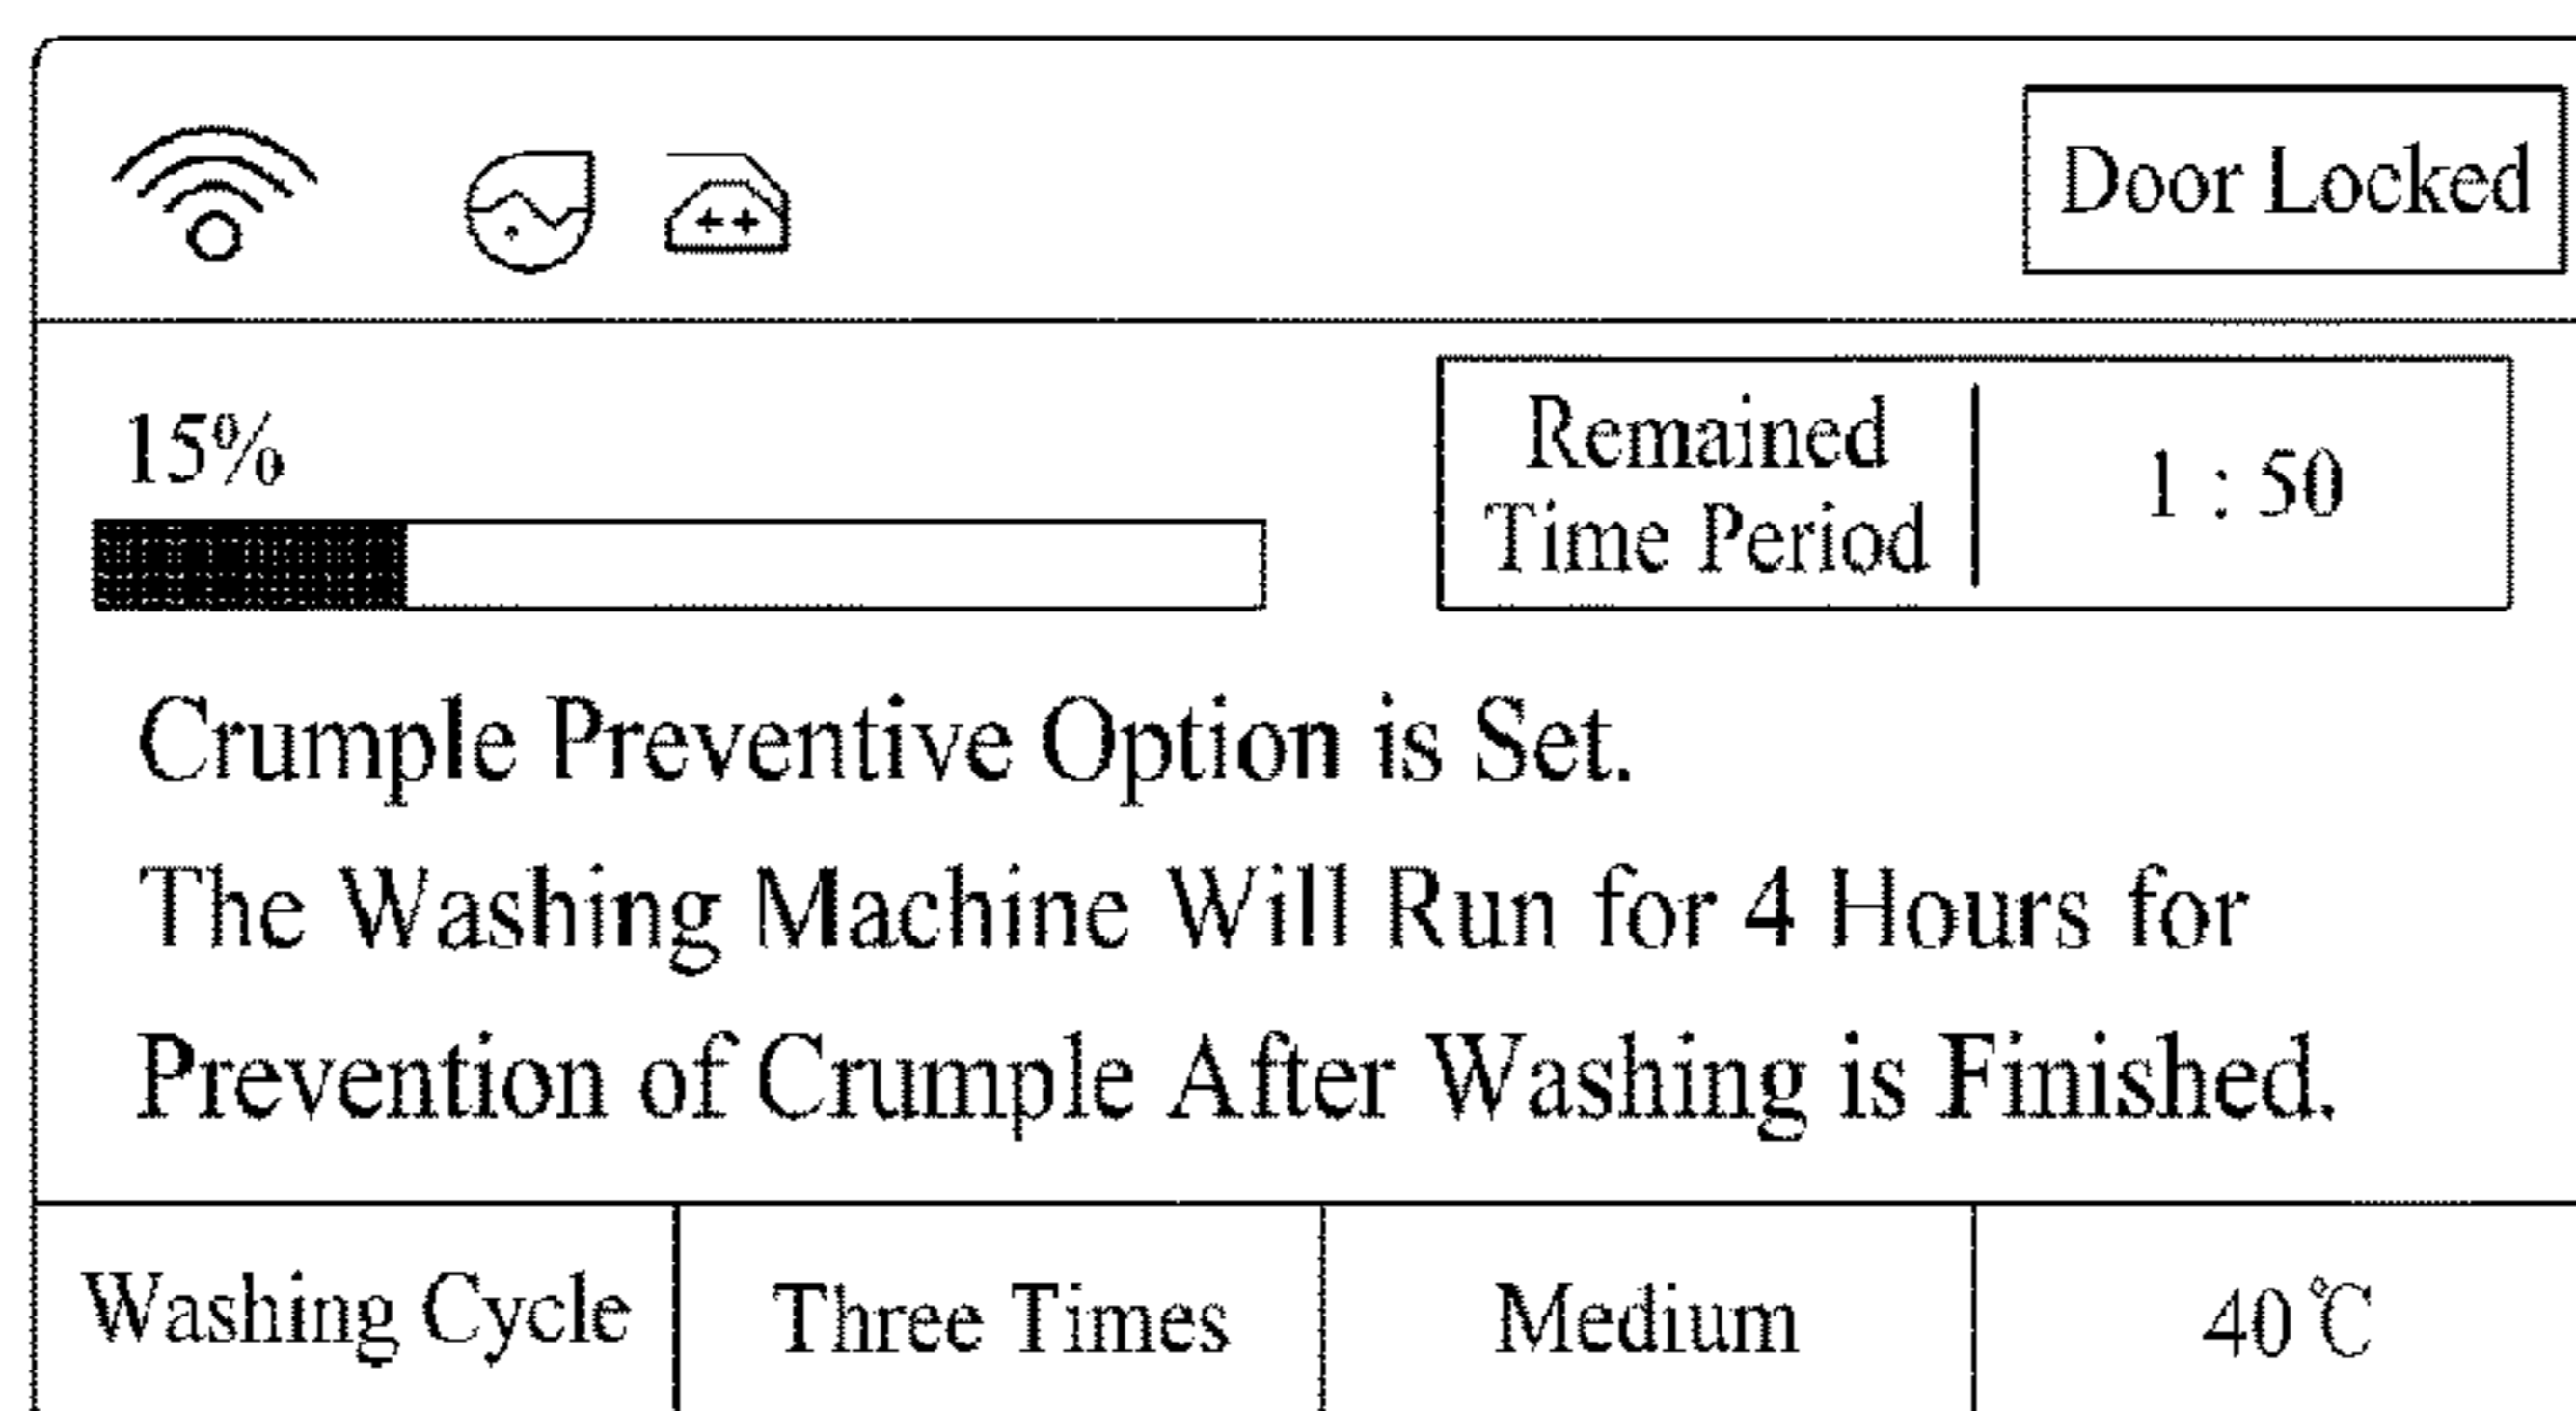 Door Locked
15%
Remained
Time Period
1 : 50
Crumple Preventive Option is Set.
The Washing Machine Will Run for 4 Hours for
Prevention of Crumple After Washing is Finished.
Washing Cycle
Three Times
Medium
40℃